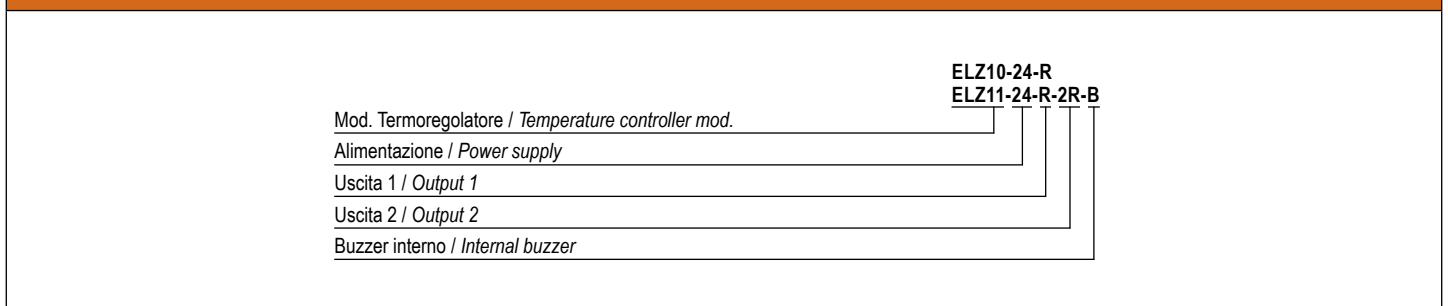 ELZ10-24-R
ELZ11-24-R-2R-B
Mod. Termoregolatore / Temperature controller mod.
Alimentazione / Power supply
Uscita 1 / Output 1
Uscita 2 / Output 2
Buzzer interno / Internal buzzer